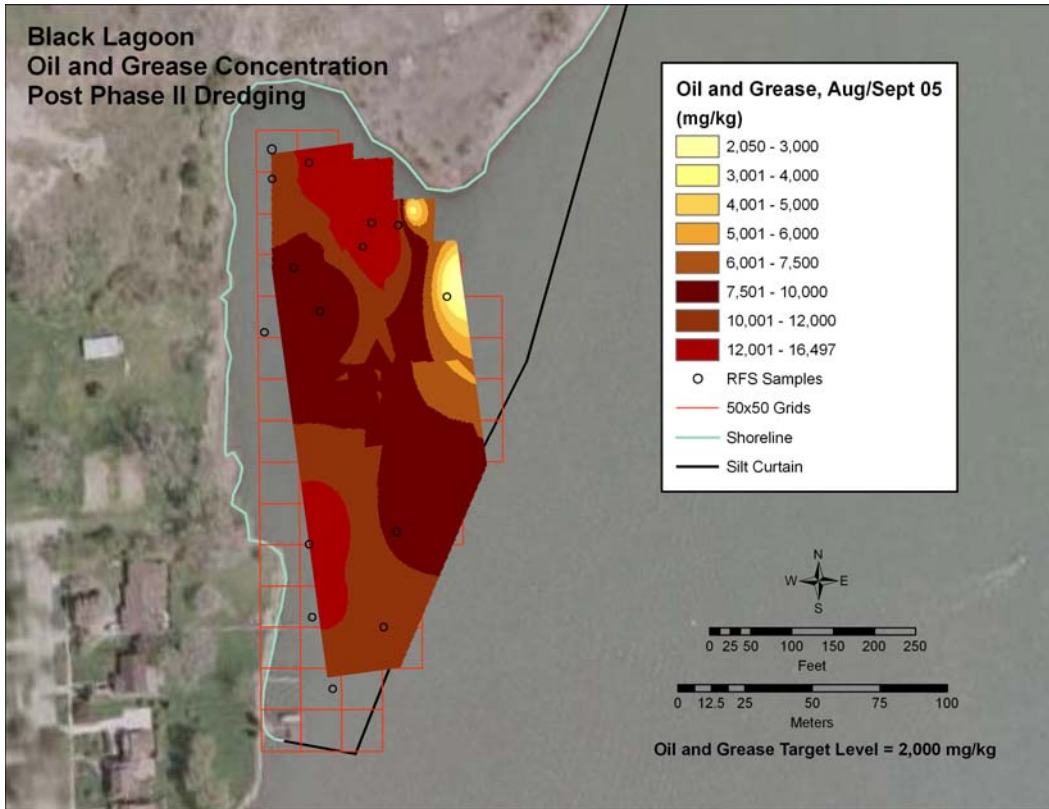 Black Lagoon
Oil and Grease Concentration
Post Phase II Dredging
Oil and Grease, Aug/Sept 05
(mg/kg)
2,050 - 3,000
3,001 - 4,000
4,001 - 5,000
5,001 - 6,000
6,001 - 7,500
7,501 - 10,000
10,001 - 12,000
12,001 - 16,497
RFS Samples
50x50 Grids
Shoreline
Silt Curtain
N
W E
S
0 25 50 100 150 200 250
Feet
0 12.5 25 50 75 100
Meters
Oil and Grease Target Level = 2,000 mg/kg